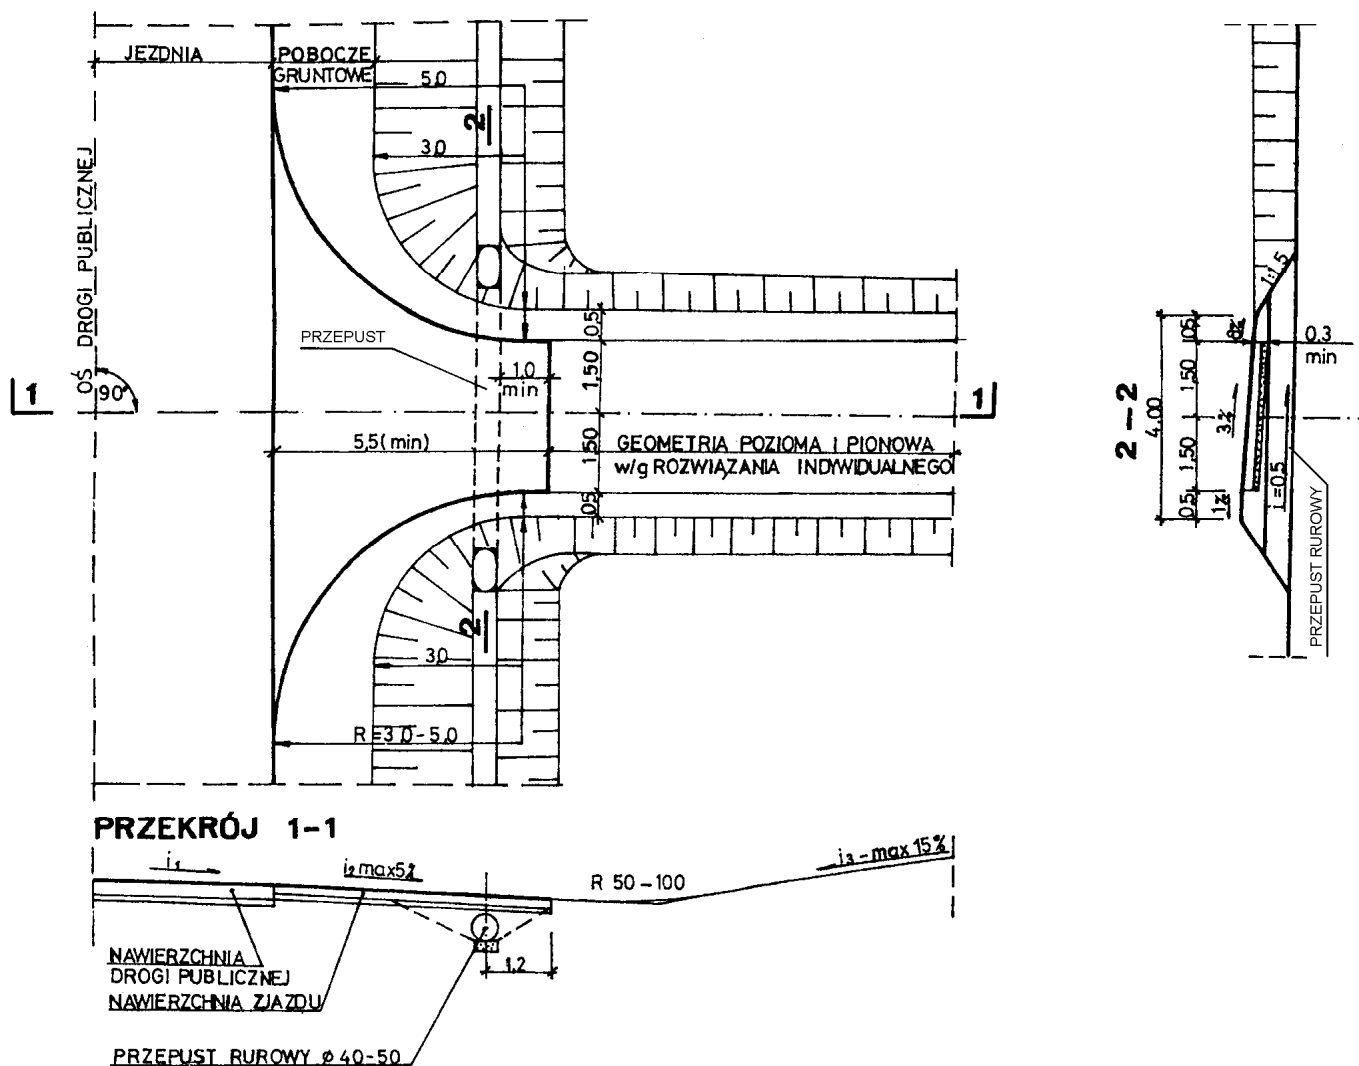 JEZDNIA
POBOCZE
GRUNTOWE
5,0
2
3,0
OŚ DROGI PUBLICZNEJ
90°
PRZEPUST
1,0
min
0,5
1,50
1
1
5,5(min)
1,50
0,5
GEOMETRIA POZIOMA I PIONOWA
w/g ROZWIĄZANIA INDYWIDUALNEGO
2
3,0
R=3,0-5,0
1:1,5
0.3
min
8%
0,5
1,50
1,50
0,5
4.00
3%
1%
i=0,5
2-2
PRZEPUST RUROWY
PRZEKRÓJ 1-1
i₁
i₂ max5%
R 50-100
i₃-max 15%
1,2
NAWIERZCHNIA
DROGI PUBLICZNEJ
NAWIERZCHNIA ZJAZDU
PRZEPUST RUROWY ø 40-50